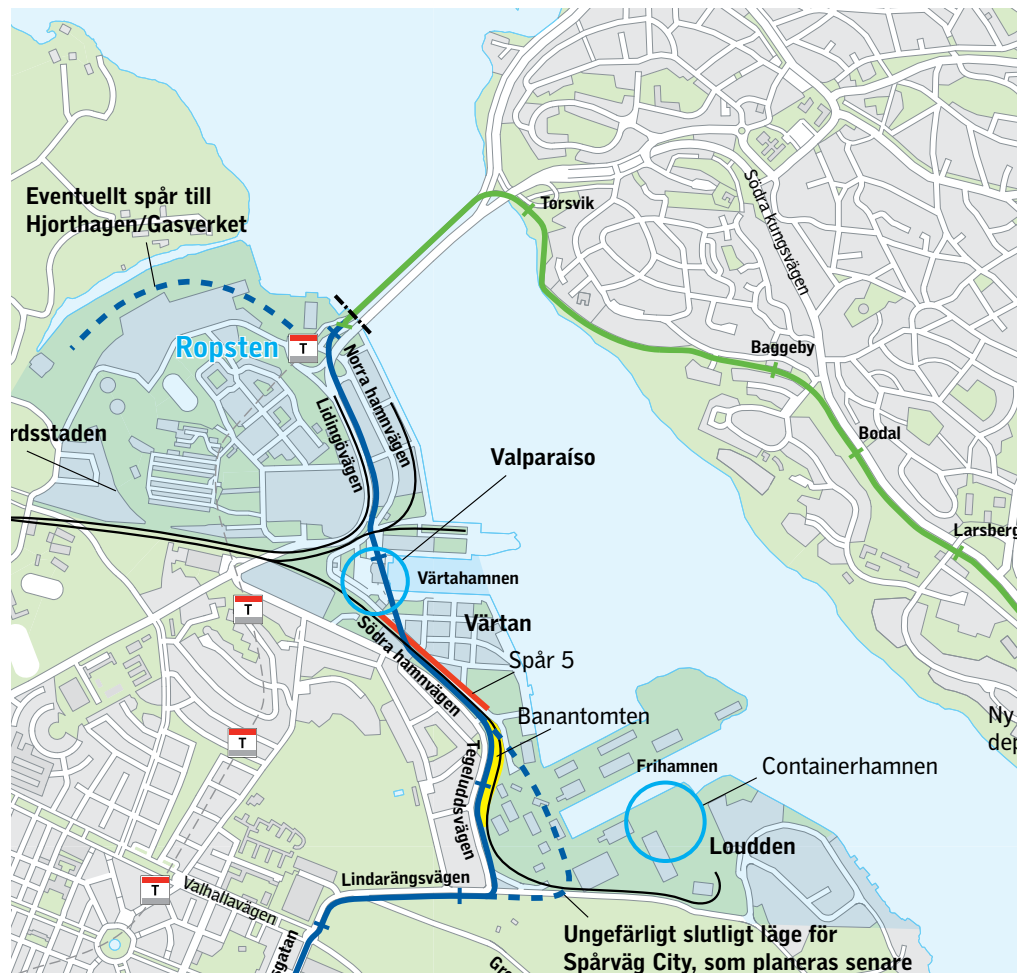 Eventuellt spår till
Hjorthagen/Gasverket
Torsvik
Södra kungsvägen
Ropsten
T
Norra hamnvägen
Lidingövägen
Baggeby
Bodal
rdsstaden
Valparaíso
Larsberg
Värtahamnen
T
Värtan
Södra hamnvägen
Spår 5
Banantomten
Ny
dep
T
Tegeluddsvägen
Frihamnen
Containerhamnen
Loudden
T
Valhallavägen
Lindarängsvägen
sgatan
Gre
Ungefärligt slutligt läge för
Spårväg City, som planeras senare